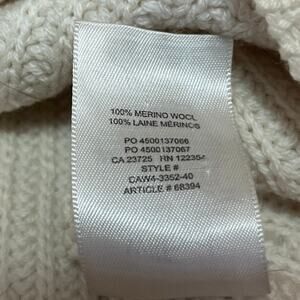 100% MERINO WOOL
100% LAINE MÉRINOS
PO 4500137066
PO 4500137067
CA 23725 RN 122354
STYLE #
CAW4-3352-40
ARTICLE # 68394